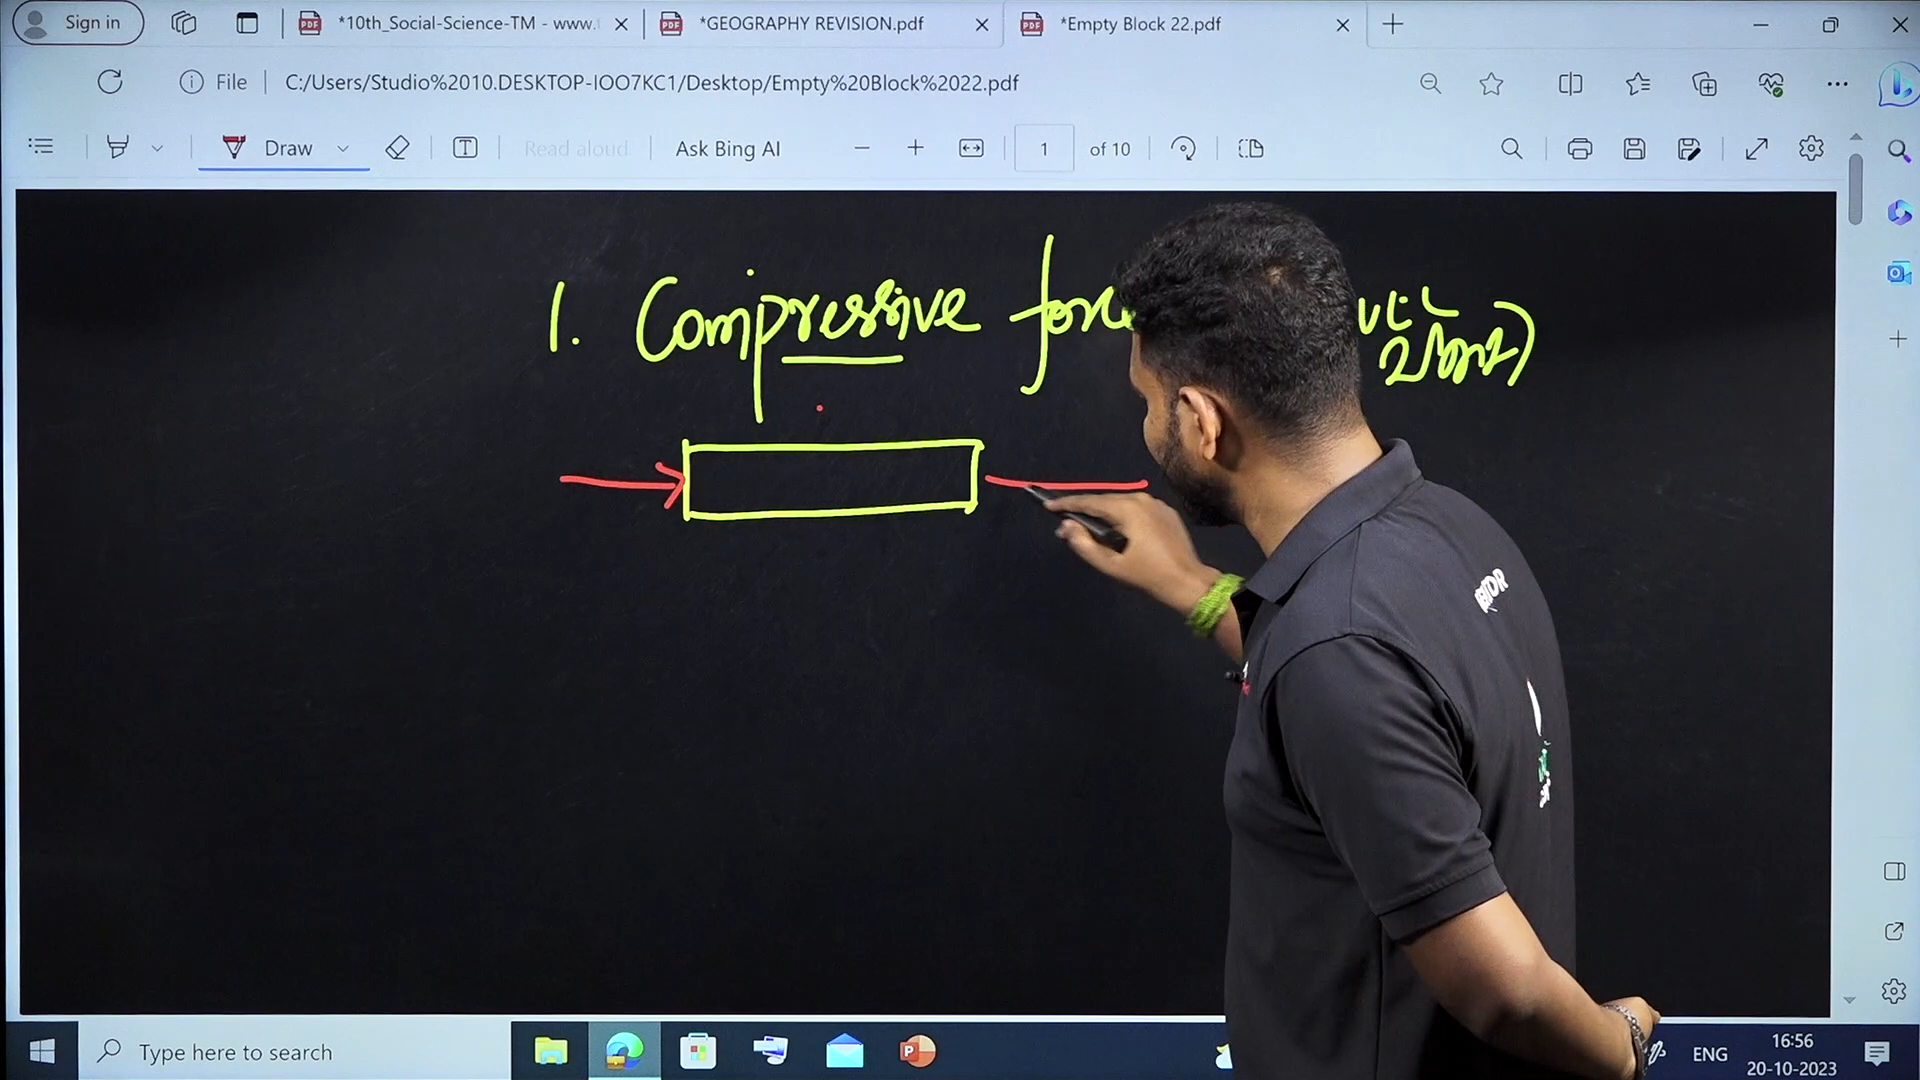 Sign in
*10th_Social-Science-TM - www.
*GEOGRAPHY REVISION.pdf
*Empty Block 22.pdf
File
C:/Users/Studio%2010.DESKTOP-IOO7KC1/Desktop/Empty%20Block%2022.pdf
Draw
Read aloud
Ask Bing AI
1 of 10
1. Compressive force
Type here to search
ENG
16:56
20-10-2023